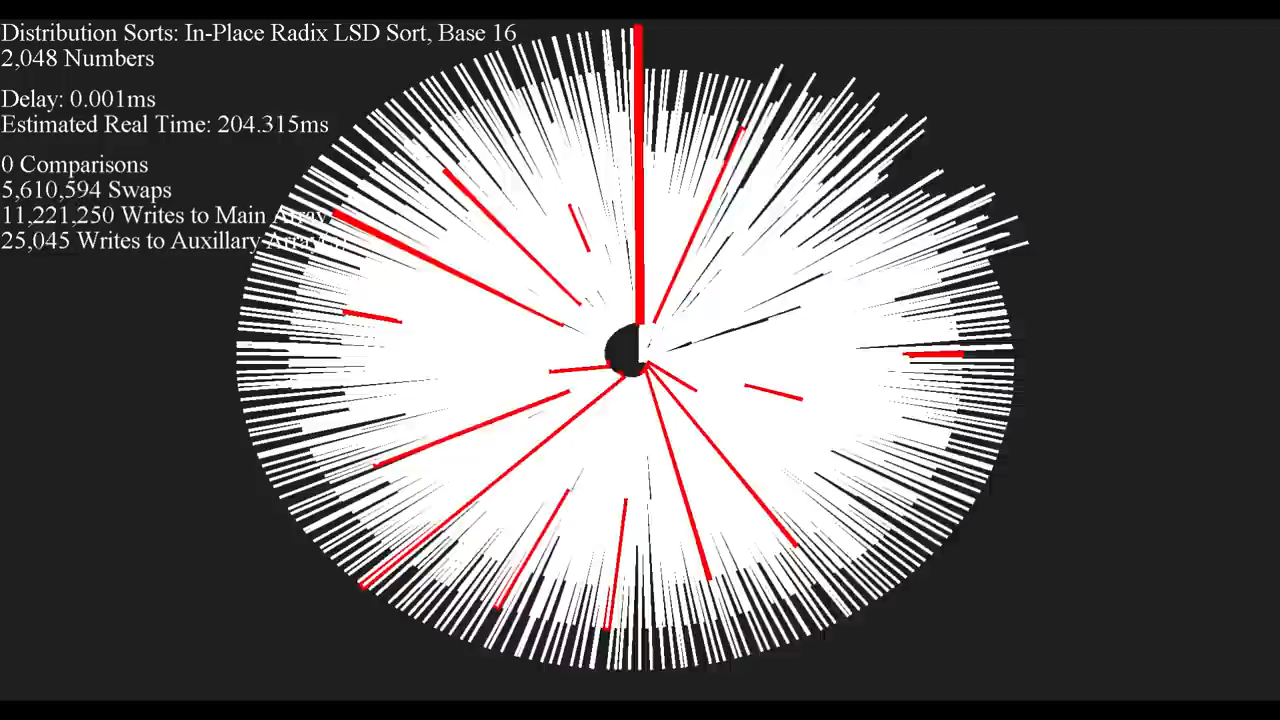 Distribution Sorts: In-Place Radix LSD Sort, Base 16
2,048 Numbers
Delay: 0.001ms
Estimated Real Time: 204.315ms
0 Comparisons
5,610,594 Swaps
11,221,250 Writes to Main Array
25,045 Writes to Auxillary Array(s)